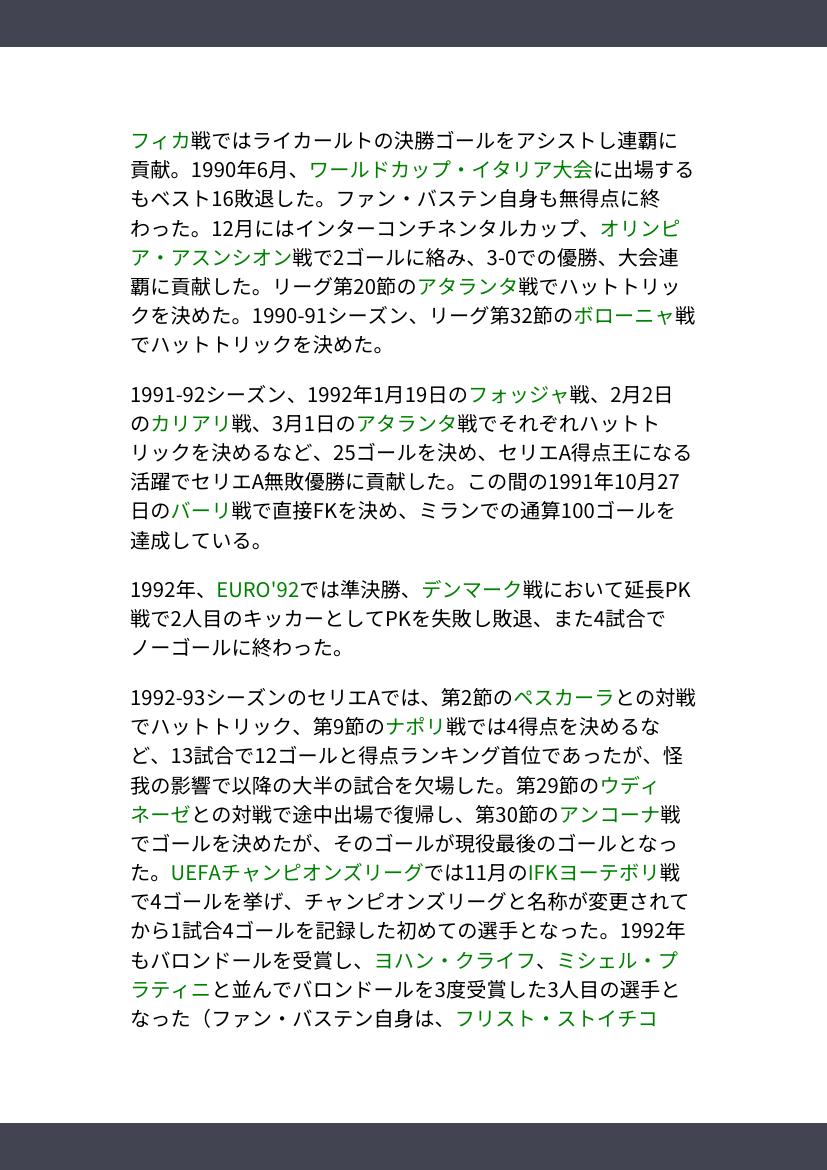 フィカ戦ではライカールトの決勝ゴールをアシストし連覇に
貢献。1990年6月、ワールドカップ・イタリア大会に出場する
もベスト16敗退した。ファン・バステン自身も無得点に終
わった。12月にはインターコンチネンタルカップ、オリンピ
ア・アスンシオン戦で2ゴールに絡み、3-0での優勝、大会連
覇に貢献した。リーグ第20節のアタランタ戦でハットトリッ
クを決めた。1990-91シーズン、リーグ第32節のボローニャ戦
でハットトリックを決めた。
1991-92シーズン、1992年1月19日のフォッジャ戦、2月2日
のカリアリ戦、3月1日のアタランタ戦でそれぞれハットト
リックを決めるなど、25ゴールを決め、セリエA得点王になる
活躍でセリエA無敗優勝に貢献した。この間の1991年10月27
日のバーリ戦で直接FKを決め、ミランでの通算100ゴールを
達成している。
1992年、EURO'92では準決勝、デンマーク戦において延長PK
戦で2人目のキッカーとしてPKを失敗し敗退、また4試合で
ノーゴールに終わった。
1992-93シーズンのセリエAでは、第2節のペスカーラとの対戦
でハットトリック、第9節のナポリ戦では4得点を決めるな
ど、13試合で12ゴールと得点ランキング首位であったが、怪
我の影響で以降の大半の試合を欠場した。第29節のウディ
ネーゼとの対戦で途中出場で復帰し、第30節のアンコーナ戦
でゴールを決めたが、そのゴールが現役最後のゴールとなっ
た。UEFAチャンピオンズリーグでは11月のIFKヨーテボリ戦
で4ゴールを挙げ、チャンピオンズリーグと名称が変更されて
から1試合4ゴールを記録した初めての選手となった。1992年
もバロンドールを受賞し、ヨハン・クライフ、ミシェル・プ
ラティニと並んでバロンドールを3度受賞した3人目の選手と
なった（ファン・バステン自身は、フリスト・ストイチコ